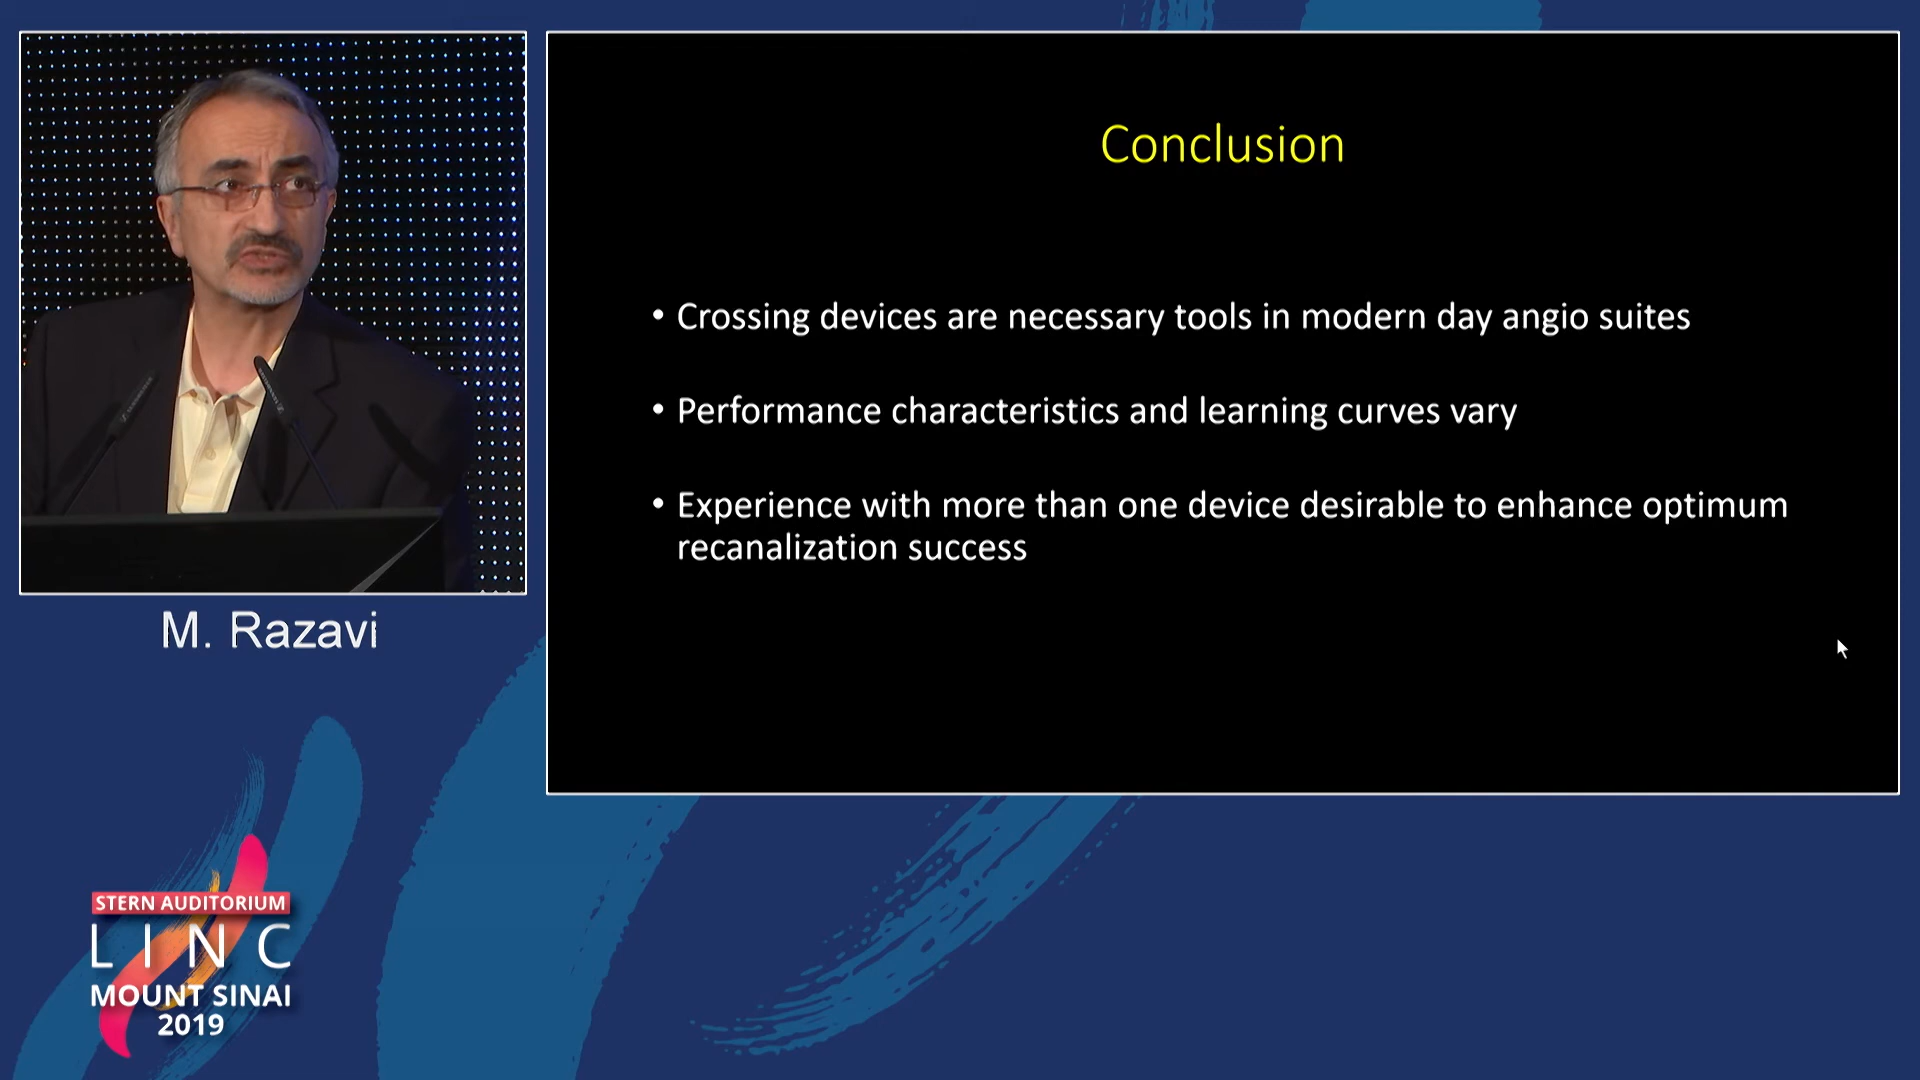 Conclusion
• Crossing devices are necessary tools in modern day angio suites
• Performance characteristics and learning curves vary
• Experience with more than one device desirable to enhance optimum
recanalization success
M. Razavi
STERN AUDITORIUM
LINC
MOUNT SINAI
2019